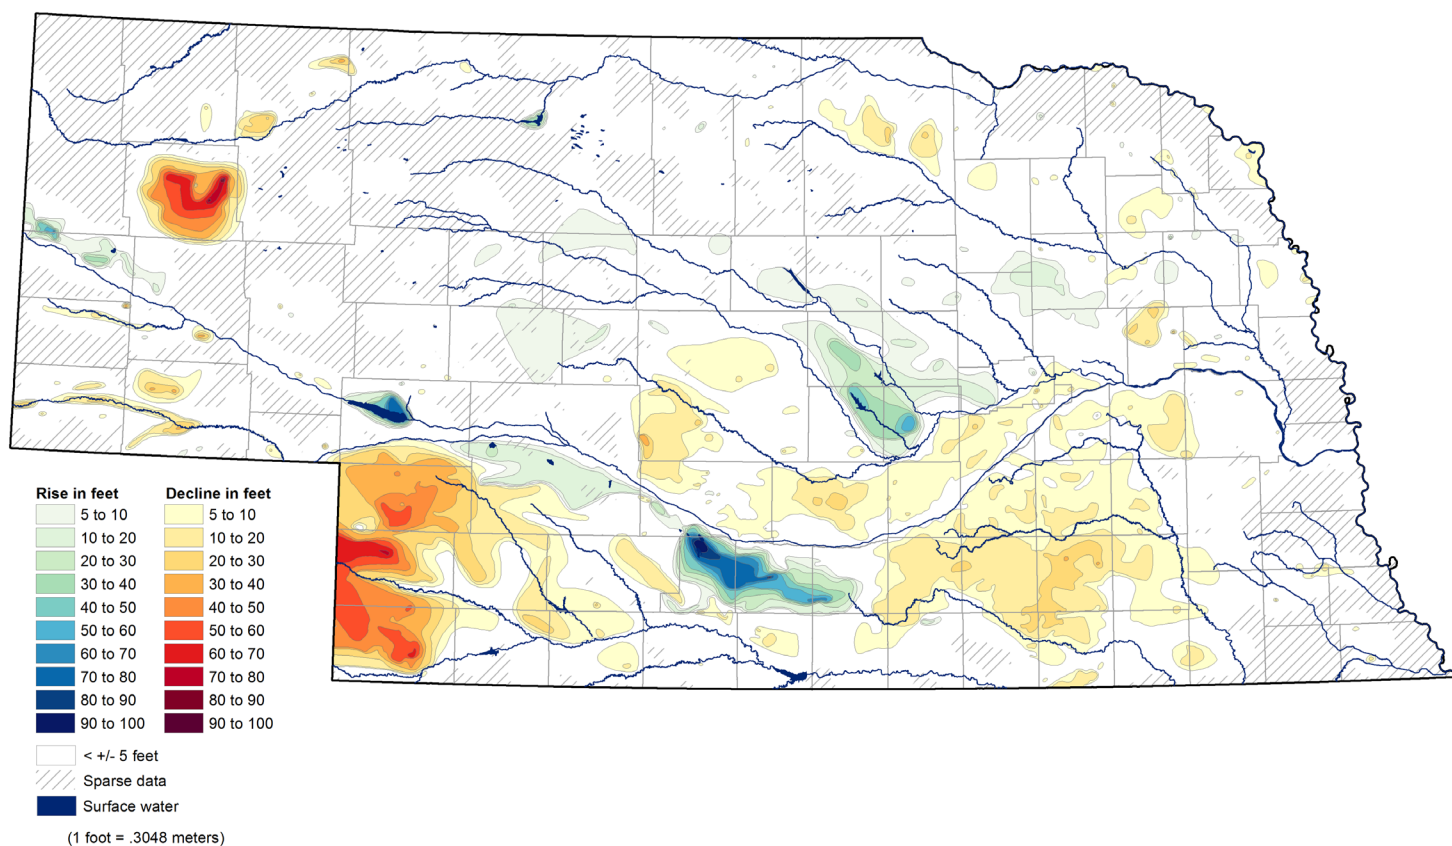 Rise in feet Decline in feet
5 to 10 5 to 10
10 to 20 10 to 20
20 to 30 20 to 30
30 to 40 30 to 40
40 to 50 40 to 50
50 to 60 50 to 60
60 to 70 60 to 70
70 to 80 70 to 80
80 to 90 80 to 90
90 to 100 90 to 100
< +/- 5 feet
Sparse data
Surface water
(1 foot = .3048 meters)